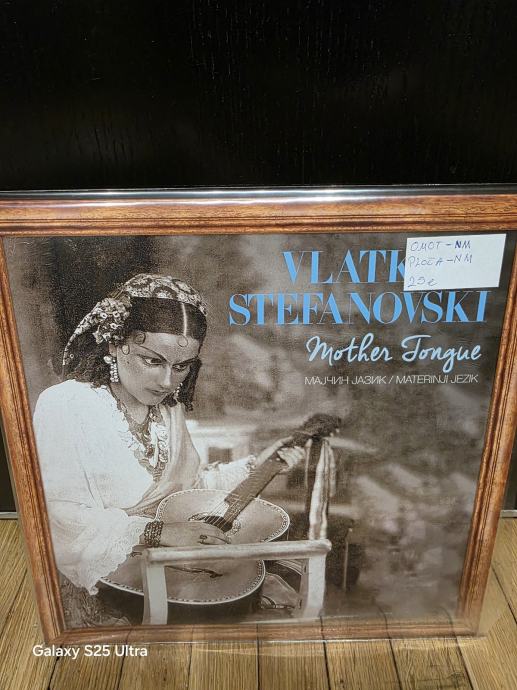 VLATK
STEFANOVSKI
Mother Tongue
МАЈЧИН ЈАЗИК / MATERINJI JEZIK
OMOT - NM
PLOČA - NM
25€
Galaxy S25 Ultra